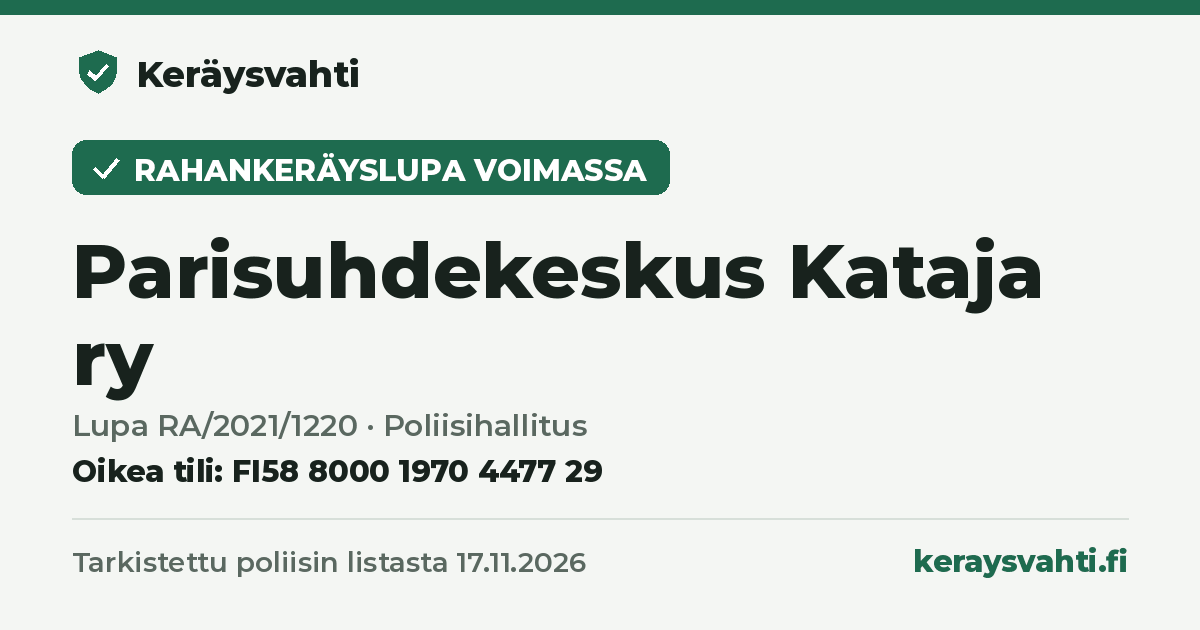 Keräysvahti
RAHANKERÄYSLUPA VOIMASSA
Parisuhdekeskus Kataja
ry
Lupa RA/2021/1220 · Poliisihallitus
Oikea tili: FI58 8000 1970 4477 29
Tarkistettu poliisin listasta 17.11.2026
keraysvahti.fi